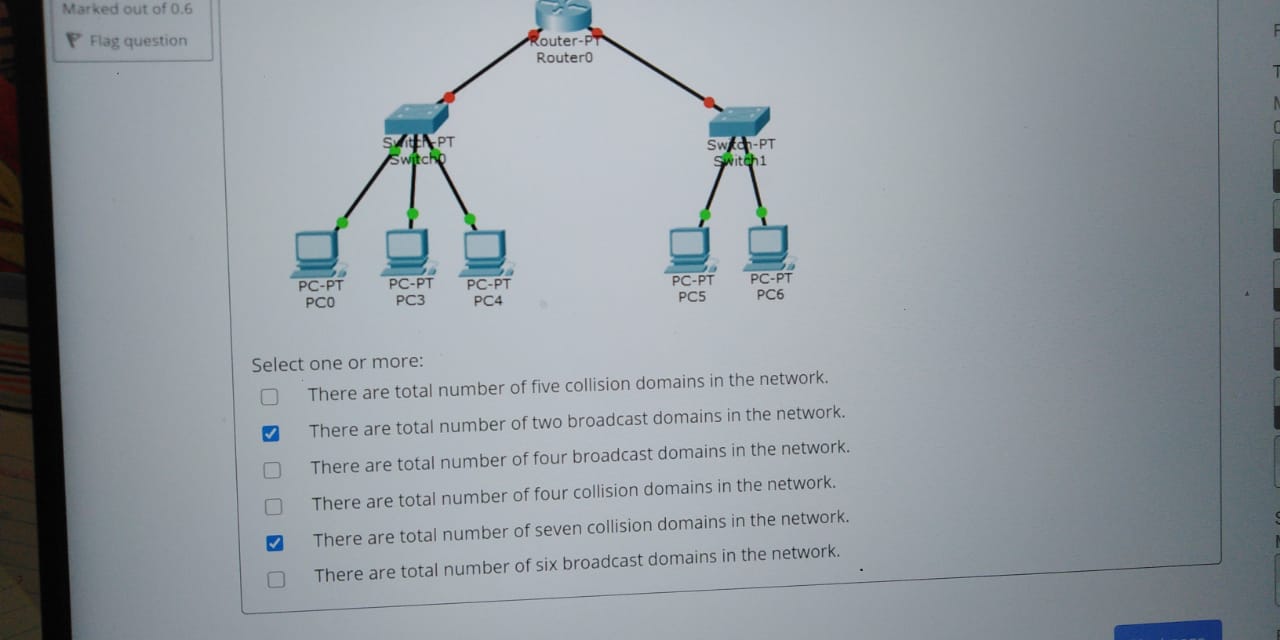 Marked out of 0.6
Flag question
Router-PT
Router0
Switch-PT
Switch0
Switch-PT
Switch1
PC-PT
PC0
PC-PT
PC3
PC-PT
PC4
PC-PT
PC5
PC-PT
PC6
Select one or more:
There are total number of five collision domains in the network.
There are total number of two broadcast domains in the network.
There are total number of four broadcast domains in the network.
There are total number of four collision domains in the network.
There are total number of seven collision domains in the network.
There are total number of six broadcast domains in the network.